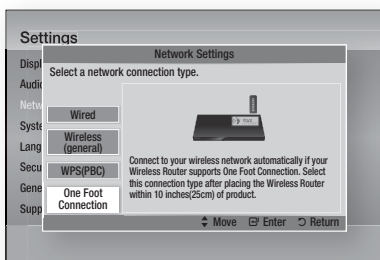 Settings
Network Settings
Select a network connection type.
Displ
Audio
Netw
Syste
Lang
Secu
Gene
Supp
Wired
Wireless
(general)
WPS(PBC)
One Foot
Connection
Connect to your wireless network automatically if your
Wireless Router supports One Foot Connection. Select
this connection type after placing the Wireless Router
within 10 inches(25cm) of product.
Move Enter Return